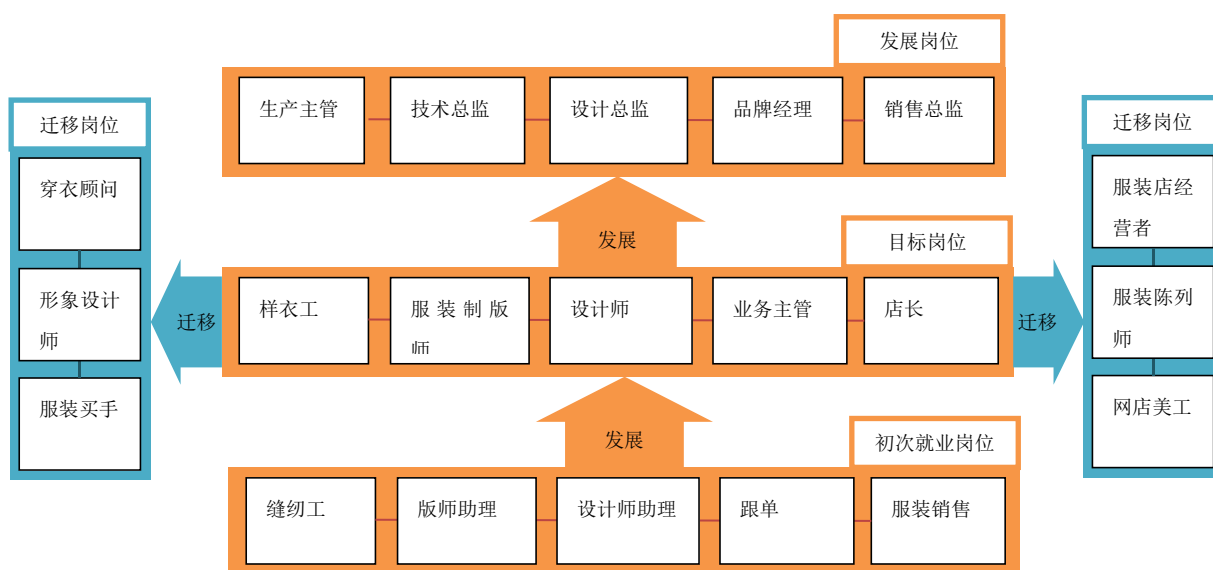 发展岗位
生产主管
技术总监
设计总监
品牌经理
销售总监
迁移岗位
穿衣顾问
形象设计
师
服装买手
迁移
发展
目标岗位
样衣工
服装制版
师
设计师
业务主管
店长
迁移
迁移岗位
服装店经
营者
服装陈列
师
网店美工
发展
初次就业岗位
缝纫工
版师助理
设计师助理
跟单
服装销售